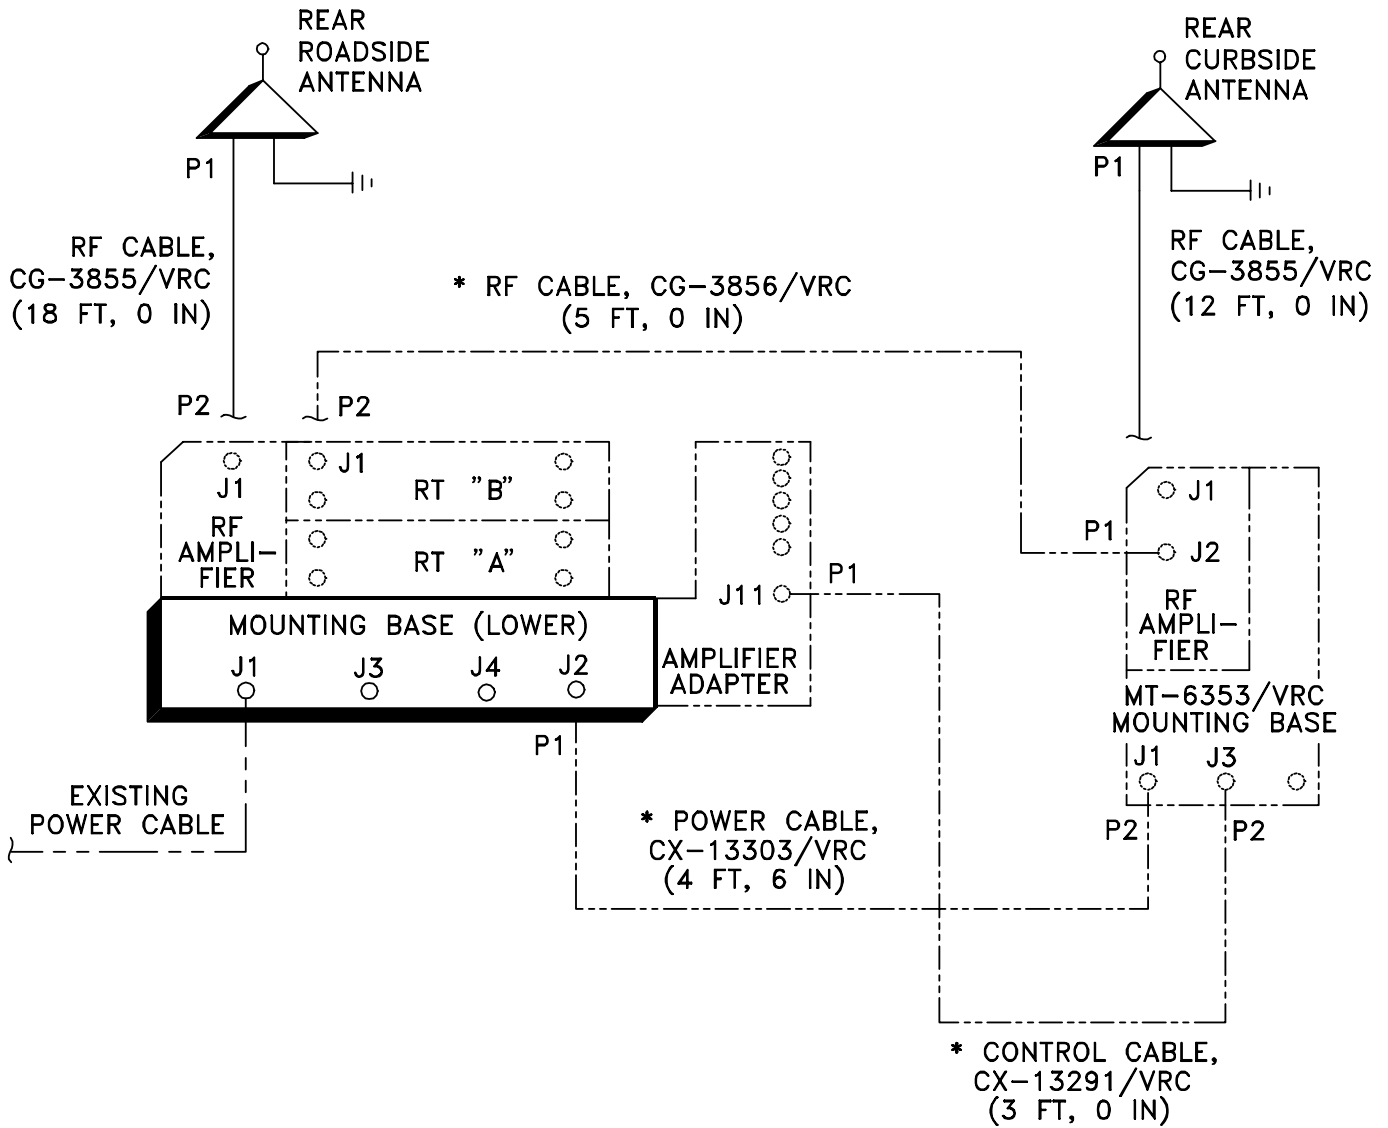 REAR
ROADSIDE
ANTENNA
REAR
CURBSIDE
ANTENNA
P1
P1
RF CABLE,
CG-3855/VRC
(18 FT, 0 IN)
* RF CABLE, CG-3856/VRC
(5 FT, 0 IN)
RF CABLE,
CG-3855/VRC
(12 FT, 0 IN)
P2
P2
J1
J1
RT "B"
RF
AMPLI-
FIER
RT "A"
J11
P1
P1
J1
J2
RF
AMPLI-
FIER
MOUNTING BASE (LOWER)
J1
J3
J4
J2
AMPLIFIER
ADAPTER
MT-6353/VRC
MOUNTING BASE
J1
J3
P1
P2
P2
EXISTING
POWER CABLE
* POWER CABLE,
CX-13303/VRC
(4 FT, 6 IN)
* CONTROL CABLE,
CX-13291/VRC
(3 FT, 0 IN)